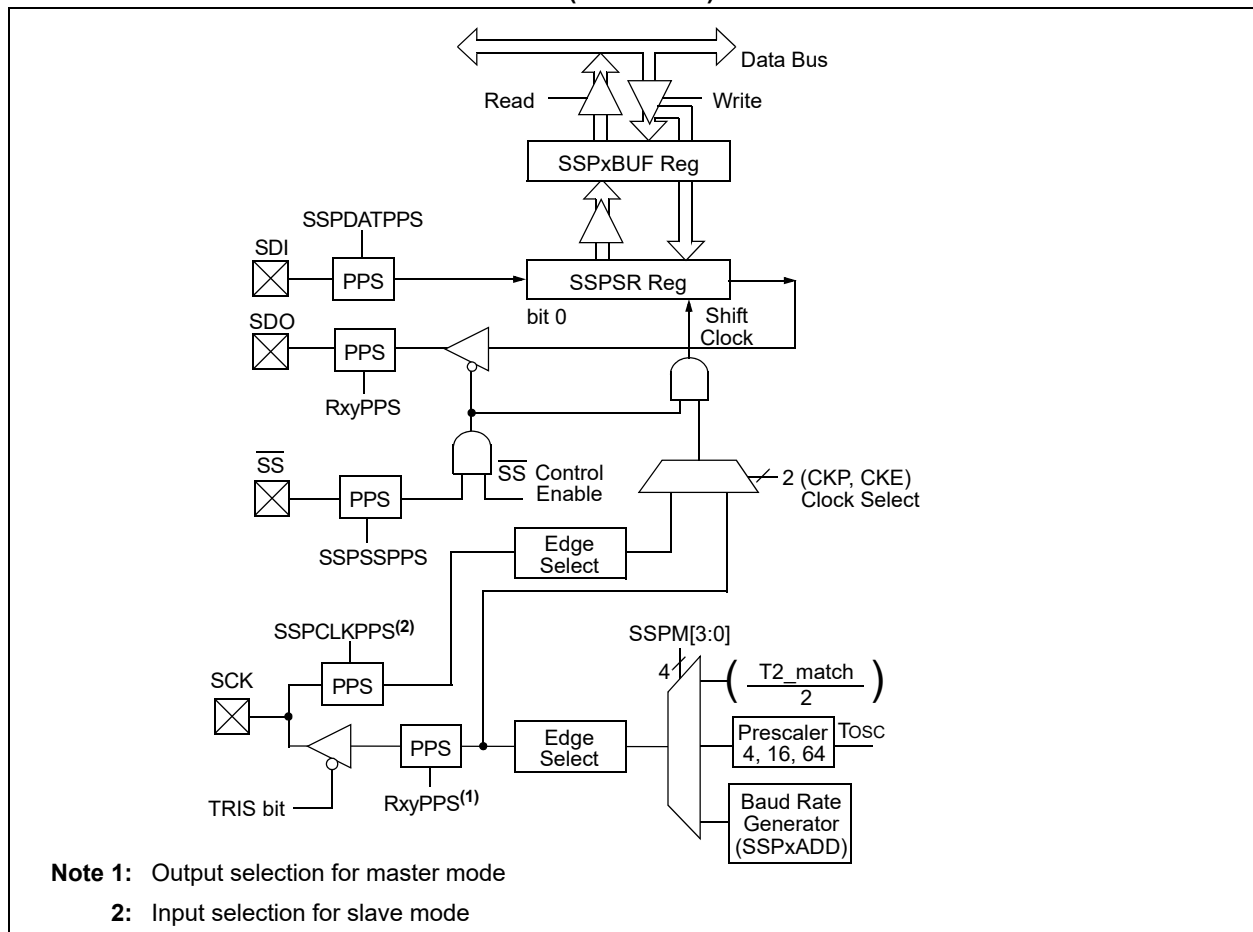 Data Bus
Read
Write
SSPxBUF Reg
SSPDATPPS
SDI
PPS
SSPSR Reg
bit 0
Shift
Clock
SDO
PPS
RxyPPS
SS
PPS
SS Control
Enable
2 (CKP, CKE)
Clock Select
SSPSSPPS
Edge
Select
SSPCLKPPS(2)
SSPM[3:0]
4
PPS
SCK
( T2_match
2 )
PPS
Edge
Select
Prescaler
4, 16, 64
TOSC
TRIS bit
RxyPPS(1)
Baud Rate
Generator
(SSPxADD)
Note 1: Output selection for master mode
2: Input selection for slave mode